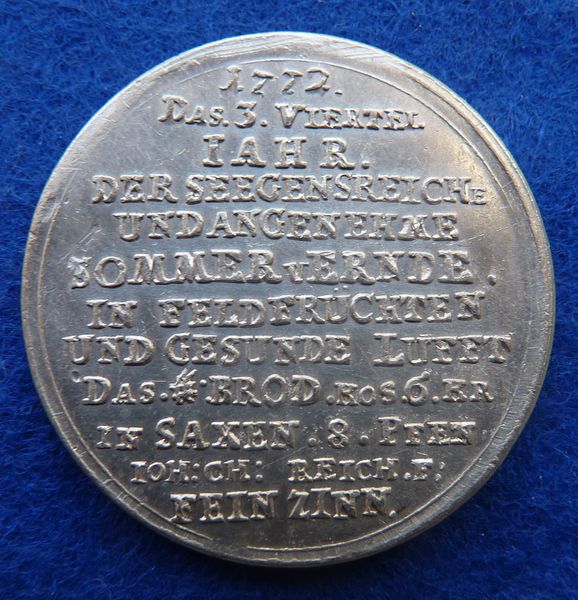 1772.
DAS. 3. VIERTEL
IAHR.
DER SEEGENSREICHE
UND ANGENEHME
SOMMER v ERNDE.
IN FELDFRÜCHTEN
UND GESUNDE LUFFT
DAS. ℔: BROD. KOS 6. KR
IN SAXEN. 8. PFEN
IOH: CH: REICH. F;
FEIN ZINN.